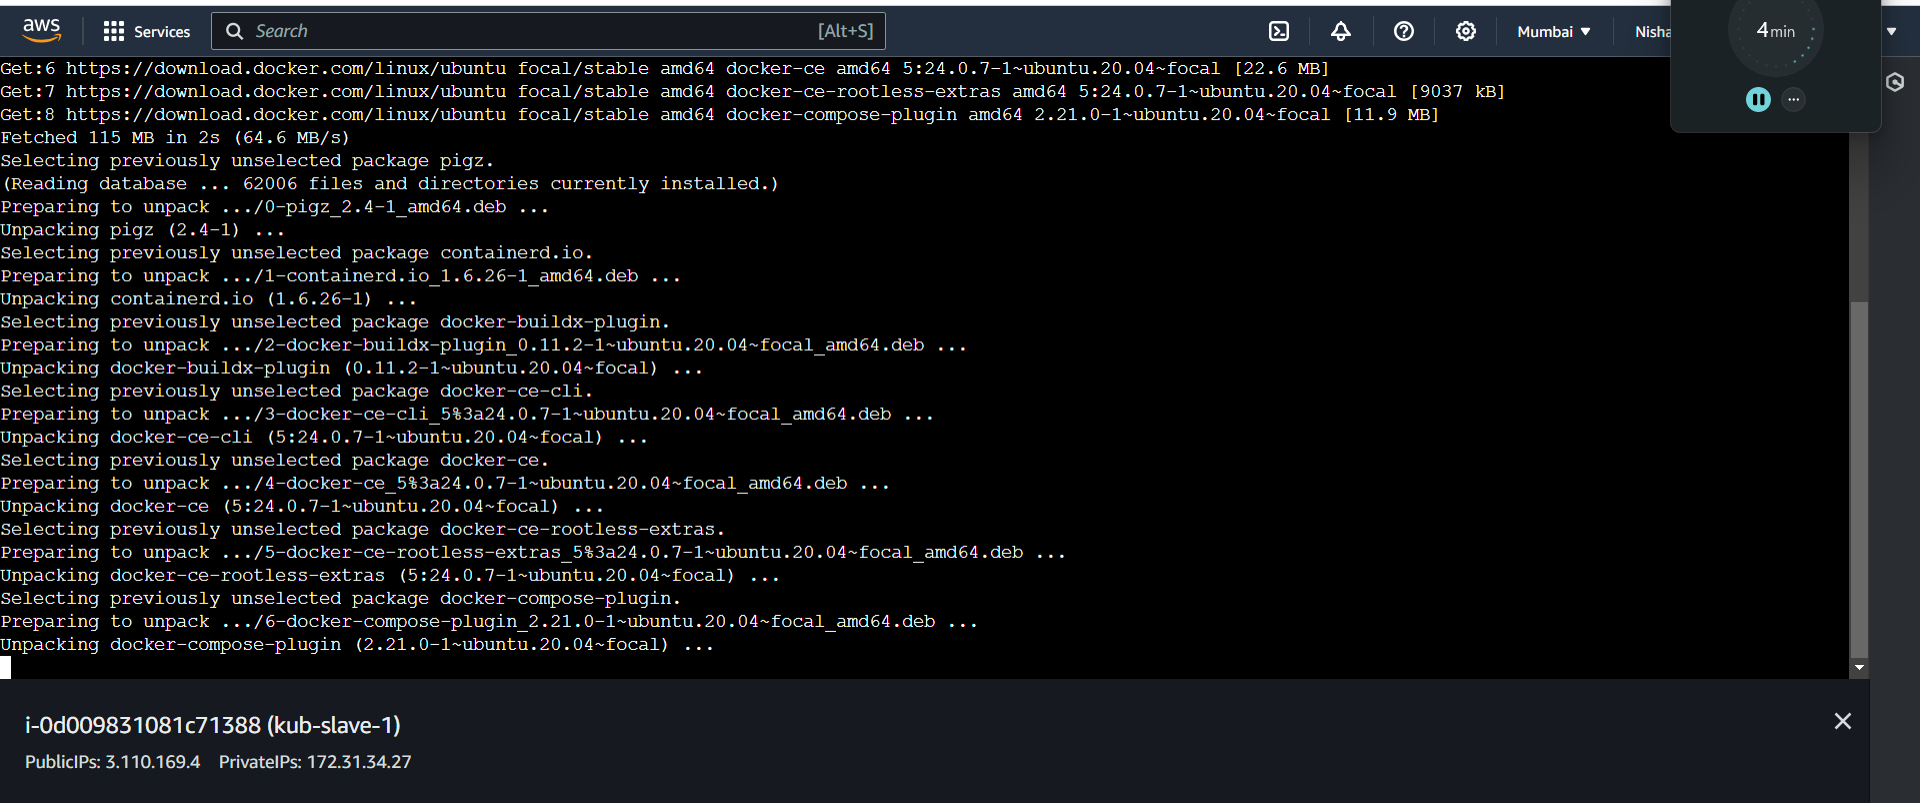 aws
Services
Search
[Alt+S]
Mumbai
Nisha
4min
Get:6 https://download.docker.com/linux/ubuntu focal/stable amd64 docker-ce amd64 5:24.0.7-1~ubuntu.20.04~focal [22.6 MB]
Get:7 https://download.docker.com/linux/ubuntu focal/stable amd64 docker-ce-rootless-extras amd64 5:24.0.7-1~ubuntu.20.04~focal [9037 kB]
Get:8 https://download.docker.com/linux/ubuntu focal/stable amd64 docker-compose-plugin amd64 2.21.0-1~ubuntu.20.04~focal [11.9 MB]
Fetched 115 MB in 2s (64.6 MB/s)
Selecting previously unselected package pigz.
(Reading database ... 62006 files and directories currently installed.)
Preparing to unpack .../0-pigz_2.4-1_amd64.deb ...
Unpacking pigz (2.4-1) ...
Selecting previously unselected package containerd.io.
Preparing to unpack .../1-containerd.io_1.6.26-1_amd64.deb ...
Unpacking containerd.io (1.6.26-1) ...
Selecting previously unselected package docker-buildx-plugin.
Preparing to unpack .../2-docker-buildx-plugin_0.11.2-1~ubuntu.20.04~focal_amd64.deb ...
Unpacking docker-buildx-plugin (0.11.2-1~ubuntu.20.04~focal) ...
Selecting previously unselected package docker-ce-cli.
Preparing to unpack .../3-docker-ce-cli_5%3a24.0.7-1~ubuntu.20.04~focal_amd64.deb ...
Unpacking docker-ce-cli (5:24.0.7-1~ubuntu.20.04~focal) ...
Selecting previously unselected package docker-ce.
Preparing to unpack .../4-docker-ce_5%3a24.0.7-1~ubuntu.20.04~focal_amd64.deb ...
Unpacking docker-ce (5:24.0.7-1~ubuntu.20.04~focal) ...
Selecting previously unselected package docker-ce-rootless-extras.
Preparing to unpack .../5-docker-ce-rootless-extras_5%3a24.0.7-1~ubuntu.20.04~focal_amd64.deb ...
Unpacking docker-ce-rootless-extras (5:24.0.7-1~ubuntu.20.04~focal) ...
Selecting previously unselected package docker-compose-plugin.
Preparing to unpack .../6-docker-compose-plugin_2.21.0-1~ubuntu.20.04~focal_amd64.deb ...
Unpacking docker-compose-plugin (2.21.0-1~ubuntu.20.04~focal) ...
i-0d009831081c71388 (kub-slave-1)
PublicIPs: 3.110.169.4 PrivateIPs: 172.31.34.27